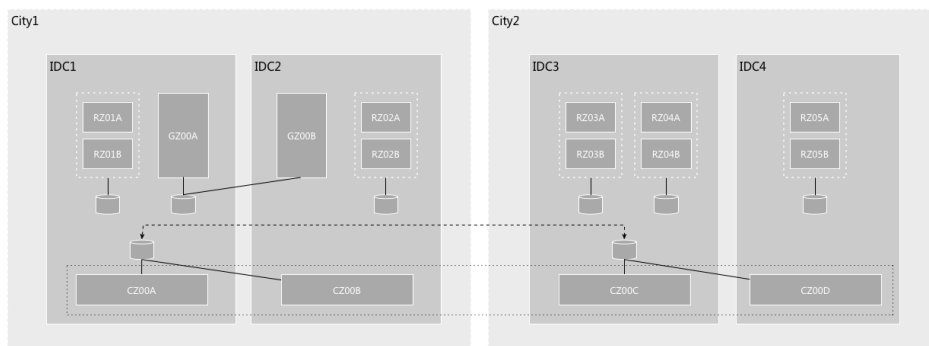 City1
City2
IDC1
IDC2
IDC3
IDC4
RZ01A
RZ01B
GZ00A
GZ00B
RZ02A
RZ02B
RZ03A
RZ03B
RZ04A
RZ04B
RZ05A
RZ05B
CZ00A
CZ00B
CZ00C
CZ00D